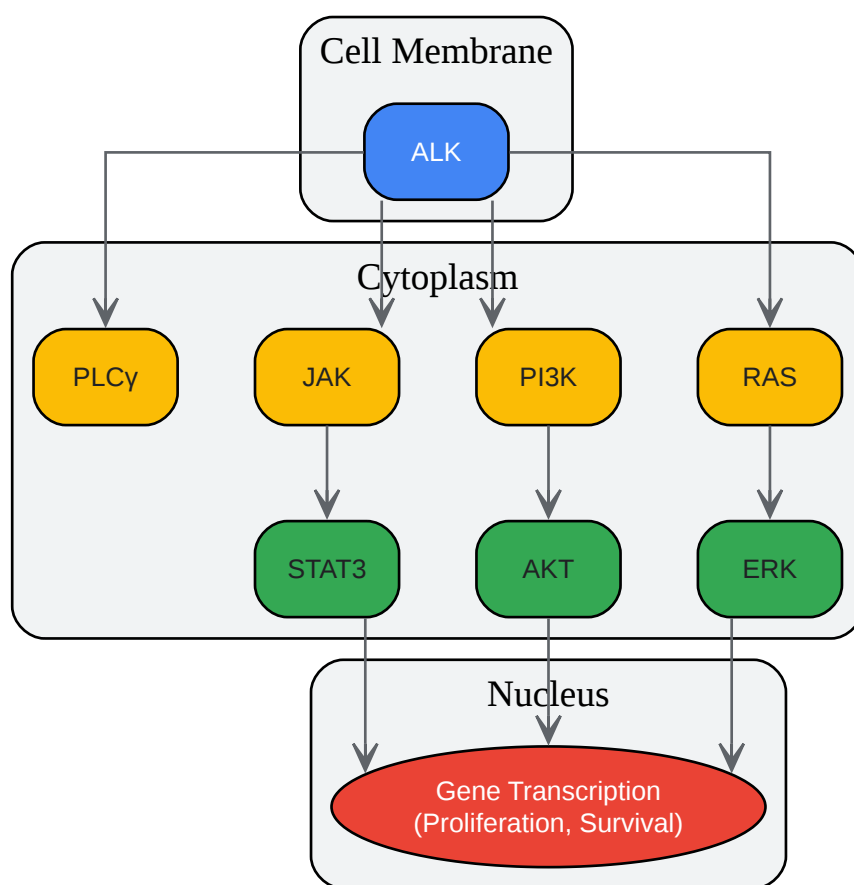 Cell Membrane
ALK
Cytoplasm
PLCγ
JAK
PI3K
RAS
STAT3
AKT
ERK
Nucleus
Gene Transcription
(Proliferation, Survival)